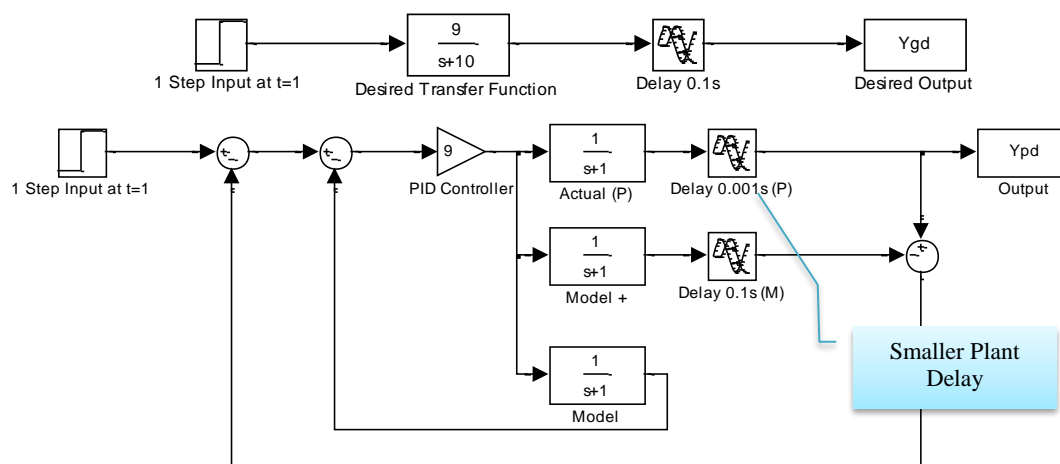 9
s+10
Ygd
1 Step Input at t=1
Desired Transfer Function
Delay 0.1s
Desired Output
9
1
s+1
Ypd
1 Step Input at t=1
PID Controller
Actual (P)
Delay 0.001s (P)
Output
1
s+1
Model +
Delay 0.1s (M)
Smaller Plant
Delay
1
s+1
Model